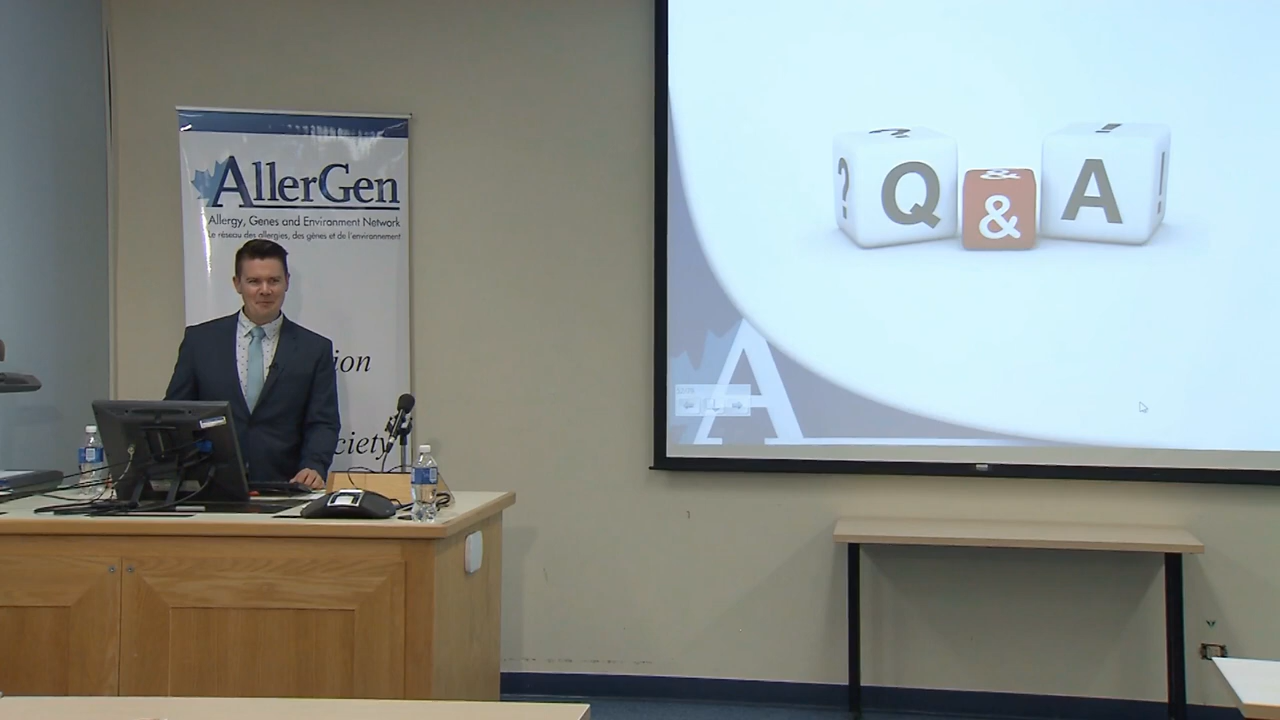 AllerGen
Allergy, Genes and Environment Network
Le réseau des allergies, des gènes et de l'environnement
ion
ciety
? ? Q & & A ! !
A